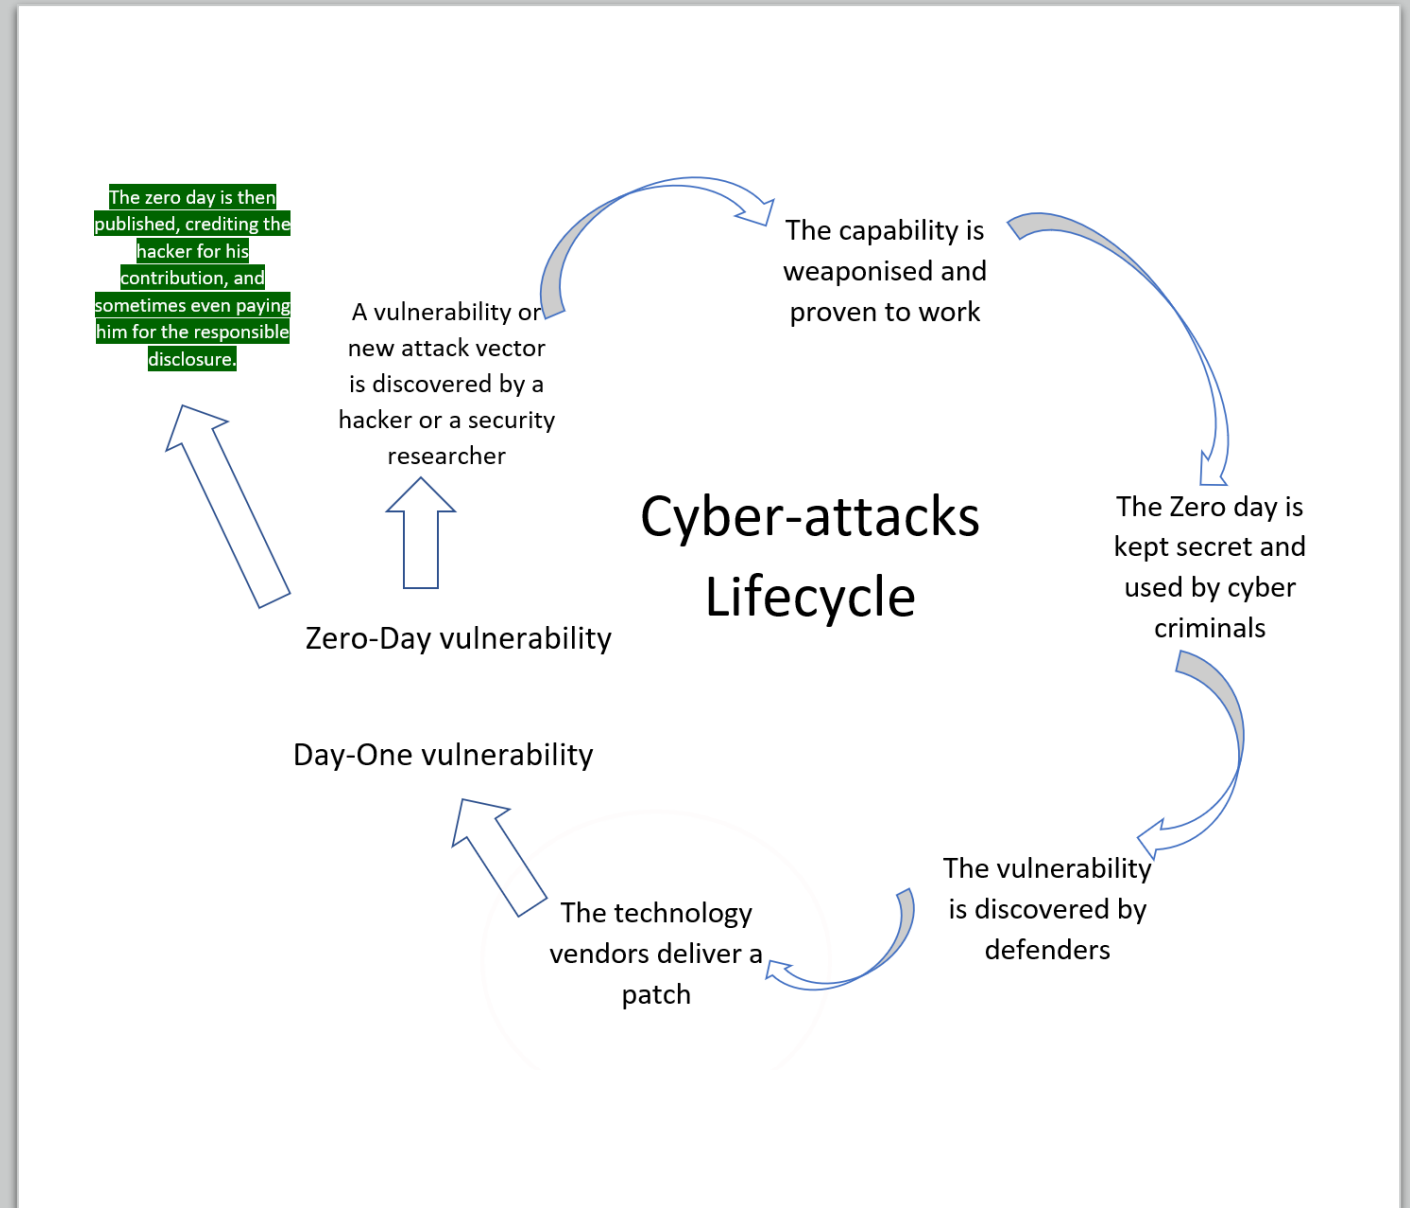 The zero day is then
published, crediting the
hacker for his
contribution, and
sometimes even paying
him for the responsible
disclosure.
A vulnerability or
new attack vector
is discovered by a
hacker or a security
researcher
The capability is
weaponised and
proven to work
The Zero day is
kept secret and
used by cyber
criminals
Cyber-attacks
Lifecycle
Zero-Day vulnerability
Day-One vulnerability
The vulnerability
is discovered by
defenders
The technology
vendors deliver a
patch